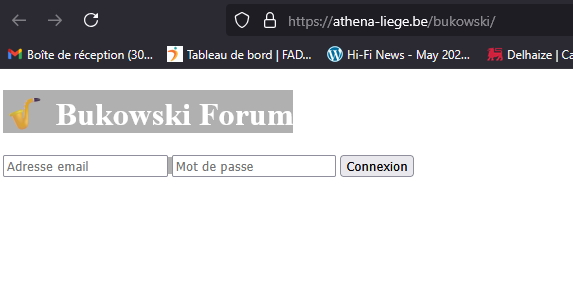 https://athena-liege.be/bukowski/
Boîte de réception (30... Tableau de bord | FAD... Hi-Fi News - May 202... Delhaize | Ca
Bukowski Forum
Adresse email Mot de passe Connexion